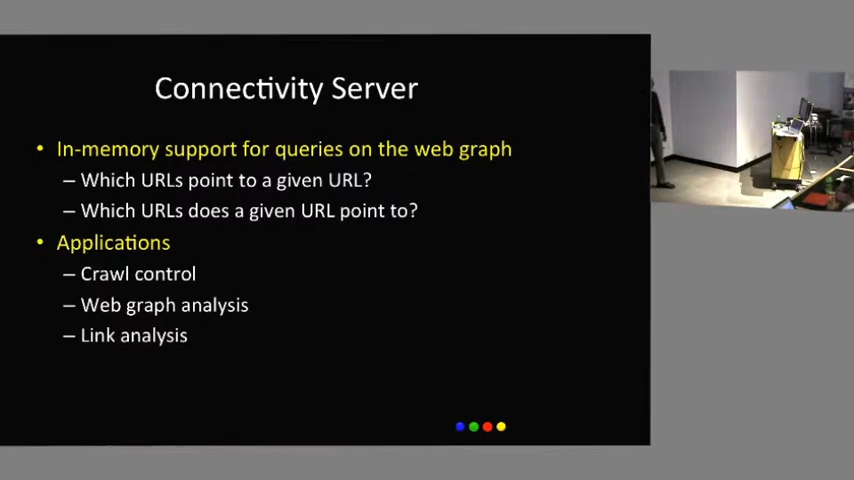 Connectivity Server
• In-memory support for queries on the web graph
– Which URLs point to a given URL?
– Which URLs does a given URL point to?
• Applications
– Crawl control
– Web graph analysis
– Link analysis